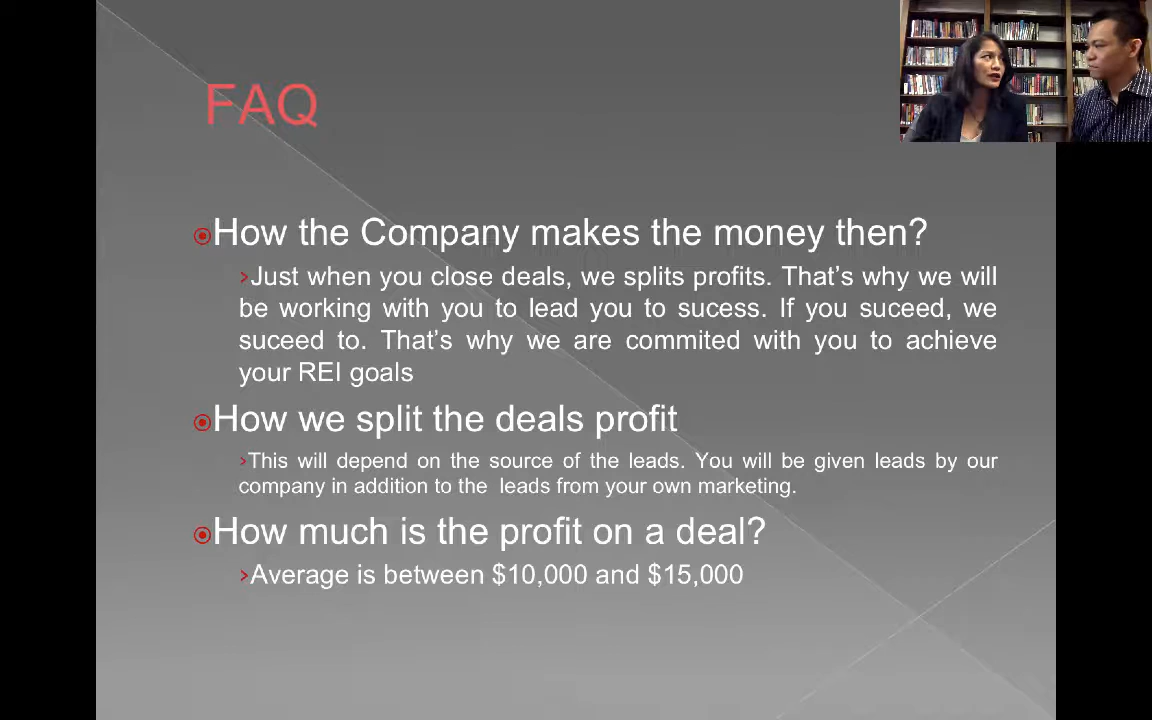 FAQ
How the Company makes the money then?
Just when you close deals, we splits profits. That's why we will
be working with you to lead you to sucess. If you suceed, we
suceed to. That's why we are commited with you to achieve
your REI goals
How we split the deals profit
This will depend on the source of the leads. You will be given leads by our
company in addition to the leads from your own marketing.
How much is the profit on a deal?
Average is between $10,000 and $15,000